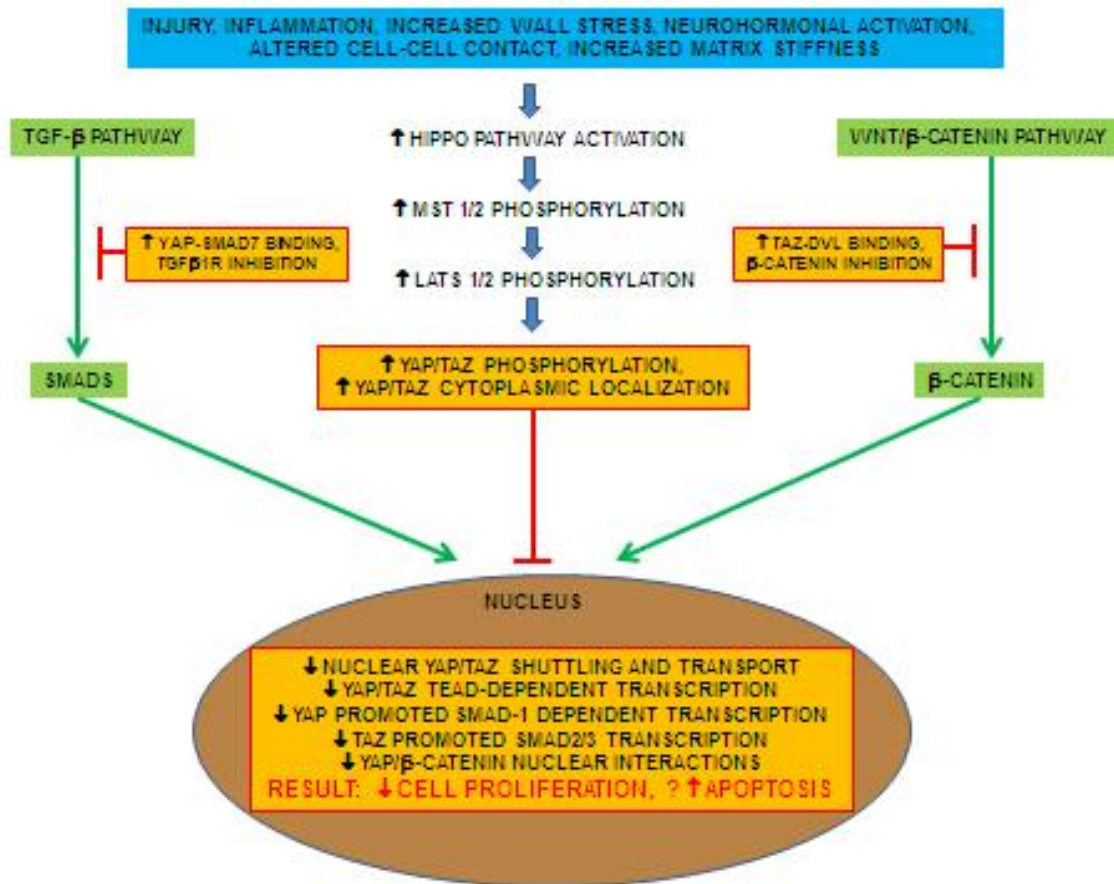 INJURY, INFLAMMATION, INCREASED WALL STRESS, NEUROHORMONAL ACTIVATION,
ALTERED CELL-CELL CONTACT, INCREASED MATRIX STIFFNESS
TGF-β PATHWAY
↑HIPPO PATHWAY ACTIVATION
WNT/β-CATENIN PATHWAY
↑MST 1/2 PHOSPHORYLATION
↑YAP-SMAD7 BINDING,
TGFβ1R INHIBITION
↑TAZ-DVL BINDING,
β-CATENIN INHIBITION
↑LATS 1/2 PHOSPHORYLATION
SMADS
↑YAP/TAZ PHOSPHORYLATION,
↑YAP/TAZ CYTOPLASMIC LOCALIZATION
β-CATENIN
NUCLEUS
↓NUCLEAR YAP/TAZ SHUTTLING AND TRANSPORT
↓YAP/TAZ TEAD-DEPENDENT TRANSCRIPTION
↓YAP PROMOTED SMAD-1 DEPENDENT TRANSCRIPTION
↓TAZ PROMOTED SMAD2/3 TRANSCRIPTION
↓YAP/β-CATENIN NUCLEAR INTERACTIONS
RESULT: ↓CELL PROLIFERATION, ?↑APOPTOSIS